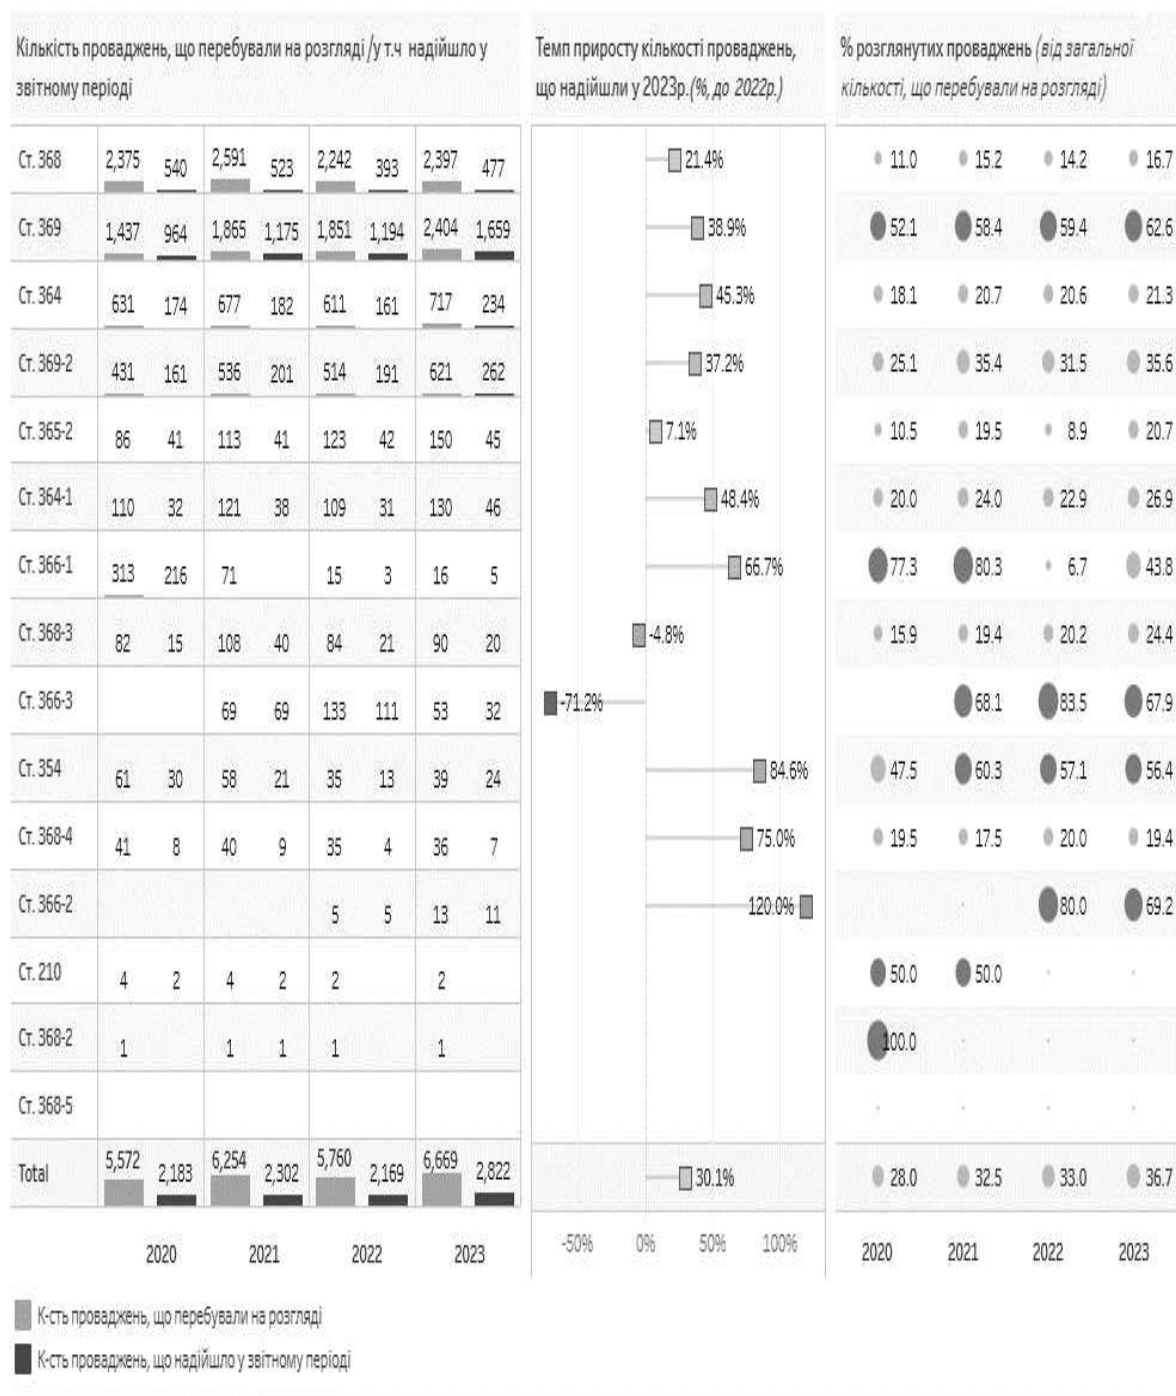 Кількість проваджень, що перебували на розгляді /у т.ч надійшло у
звітному періоді
Темп приросту кількості проваджень,
що надійшли у 2023р.(%, до 2022р.)
% розглянутих проваджень (від загальної
кількості, що перебували на розгляді)
Ст. 368 2,375 540 2,591 523 2,242 393 2,397 477 21.4% 11.0 15.2 14.2 16.7
Ст. 369 1,437 964 1,865 1,175 1,851 1,194 2,404 1,659 38.9% 52.1 58.4 59.4 62.6
Ст. 364 631 174 677 182 611 161 717 234 45.3% 18.1 20.7 20.6 21.3
Ст. 369-2 431 161 536 201 514 191 621 262 37.2% 25.1 35.4 31.5 35.6
Ст. 365-2 86 41 113 41 123 42 150 45 7.1% 10.5 19.5 8.9 20.7
Ст. 364-1 110 32 121 38 109 31 130 46 48.4% 20.0 24.0 22.9 26.9
Ст. 366-1 313 216 71 15 3 16 5 66.7% 77.3 80.3 6.7 43.8
Ст. 368-3 82 15 108 40 84 21 90 20 -4.8% 15.9 19.4 20.2 24.4
Ст. 366-3 69 69 133 111 53 32 -71.2% 68.1 83.5 67.9
Ст. 354 61 30 58 21 35 13 39 24 84.6% 47.5 60.3 57.1 56.4
Ст. 368-4 41 8 40 9 35 4 36 7 75.0% 19.5 17.5 20.0 19.4
Ст. 366-2 5 5 13 11 120.0% 80.0 69.2
Ст. 210 4 2 4 2 2 2 50.0 50.0
Ст. 368-2 1 1 1 1 1 100.0
Ст. 368-5
Total 5,572 2,183 6,254 2,302 5,760 2,169 6,669 2,822 30.1% 28.0 32.5 33.0 36.7
2020 2021 2022 2023 -50% 0% 50% 100% 2020 2021 2022 2023
К-сть проваджень, що перебували на розгляді
К-сть проваджень, що надійшло у звітному періоді